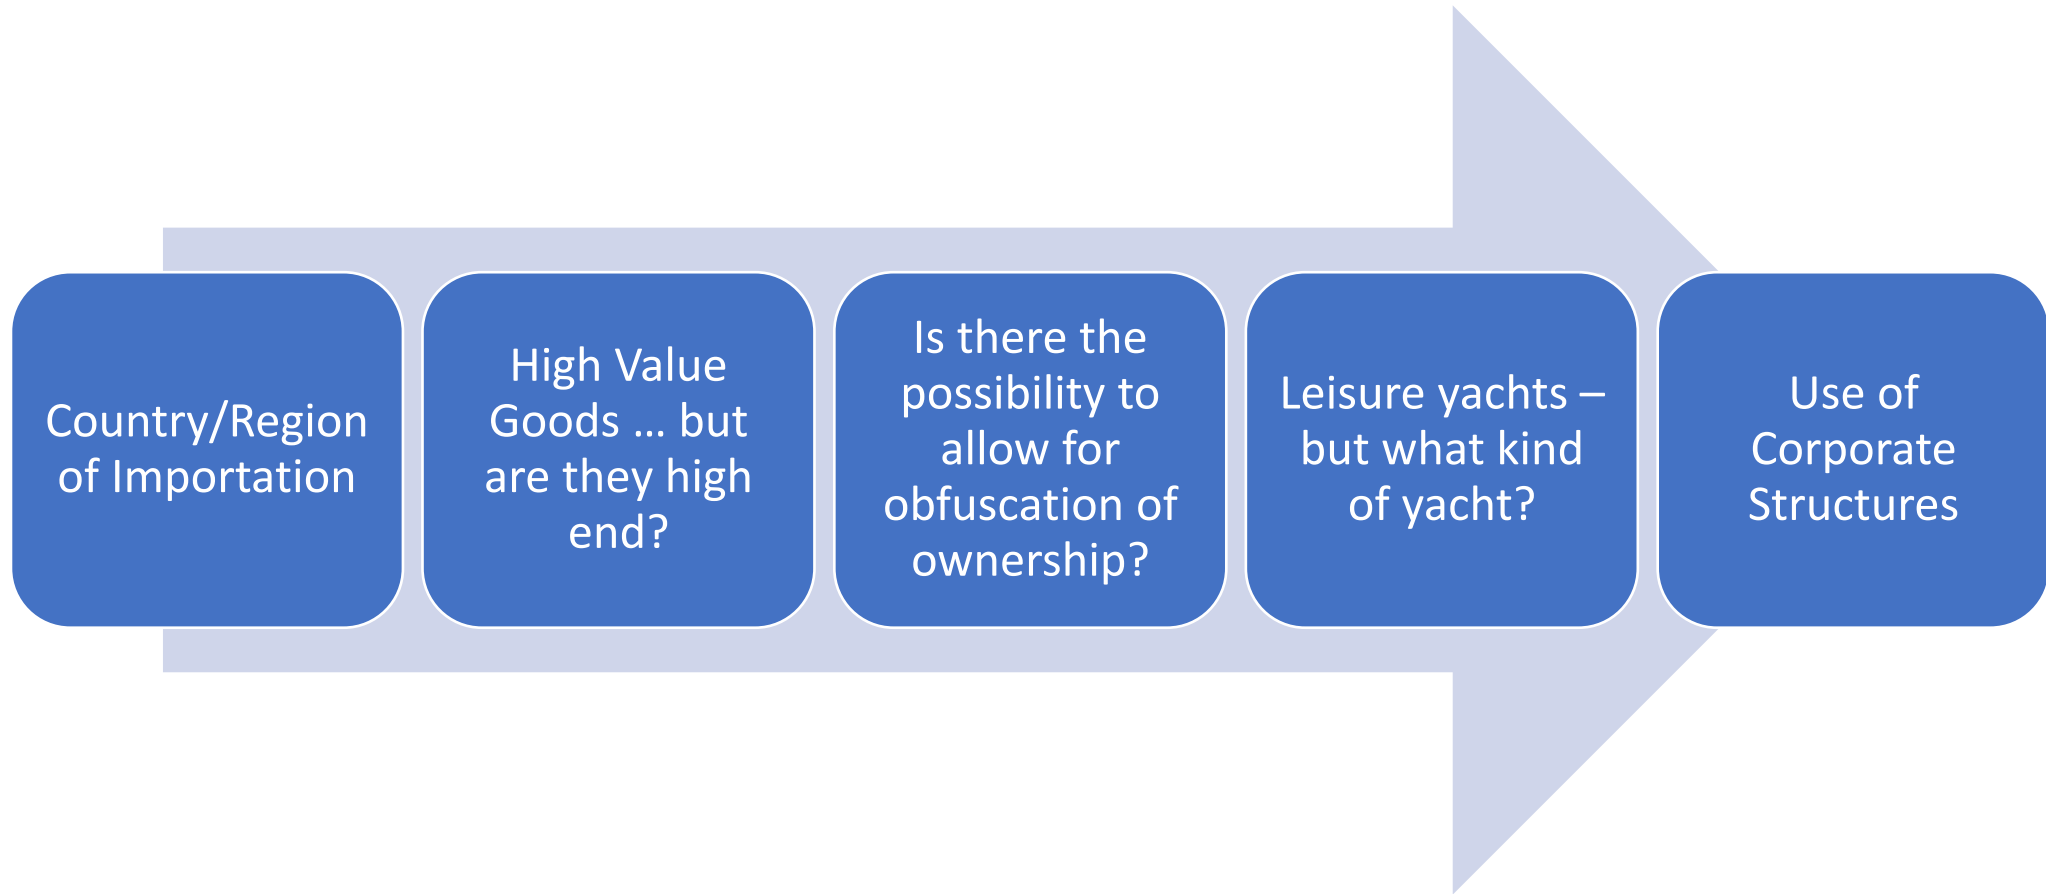 Country/Region
of Importation
High Value
Goods … but
are they high
end?
Is there the
possibility to
allow for
obfuscation of
ownership?
Leisure yachts –
but what kind
of yacht?
Use of
Corporate
Structures